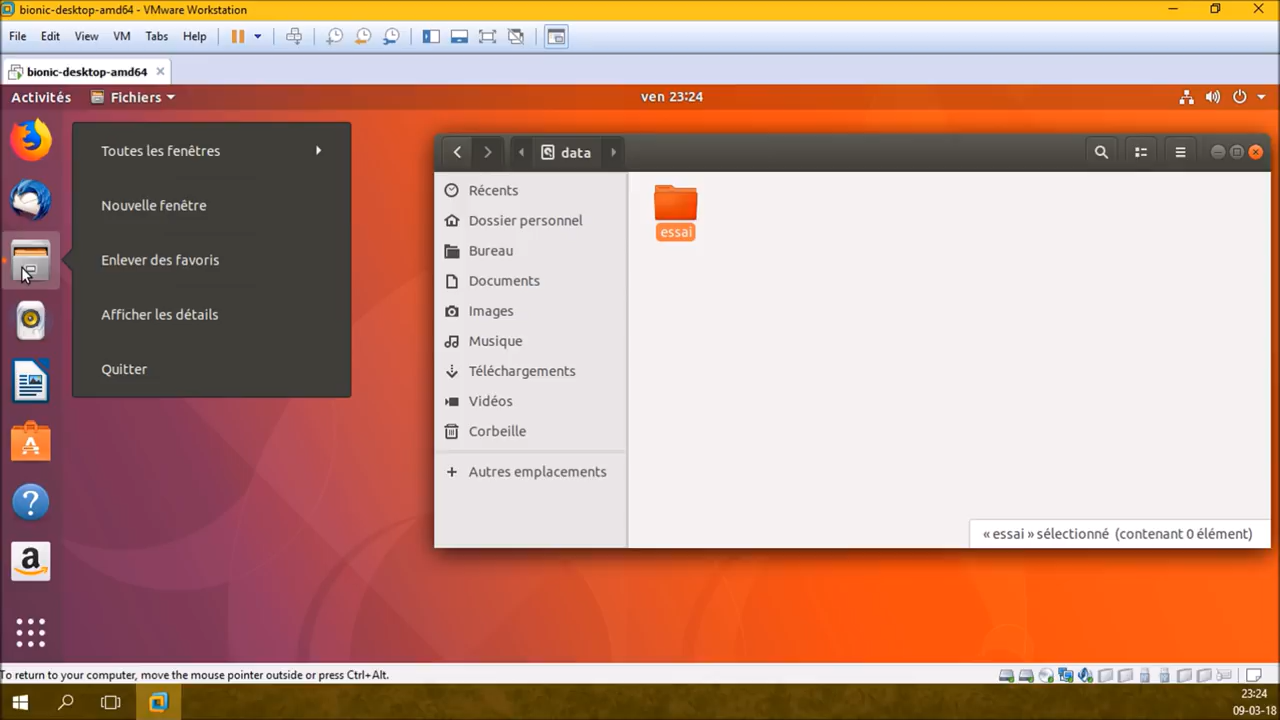 bionic-desktop-amd64 - VMware Workstation
File Edit View VM Tabs Help
bionic-desktop-amd64
Activités Fichiers ven 23:24
Toutes les fenêtres
Nouvelle fenêtre
Enlever des favoris
Afficher les détails
Quitter
data
Récents
Dossier personnel
Bureau
Documents
Images
Musique
Téléchargements
Vidéos
Corbeille
+ Autres emplacements
essai
« essai » sélectionné (contenant 0 élément)
To return to your computer, move the mouse pointer outside or press Ctrl+Alt.
23:24
09-03-18